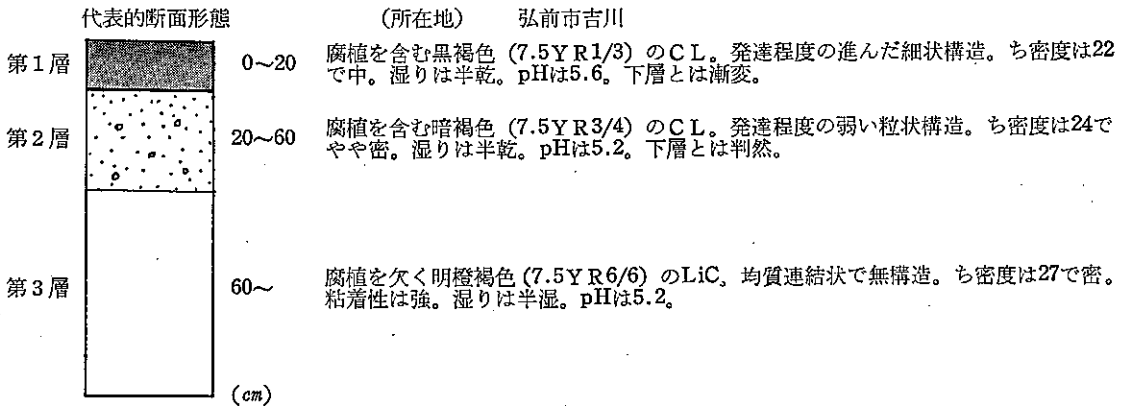 代表的断面形態 (所在地) 弘前市吉川
第1層 0~20 腐植を含む黒褐色 (7.5YR1/3) のCL。発達程度の進んだ細状構造。ち密度は22
で中。湿りは半乾。pHは5.6。下層とは漸変。
第2層 20~60 腐植を含む暗褐色 (7.5YR3/4) のCL。発達程度の弱い粒状構造。ち密度は24で
やや密。湿りは半乾。pHは5.2。下層とは判然。
第3層 60~ 腐植を欠く明橙褐色 (7.5YR6/6) のLiC, 均質連結状で無構造。ち密度は27で密。
粘着性は強。湿りは半湿。pHは5.2。
(cm)